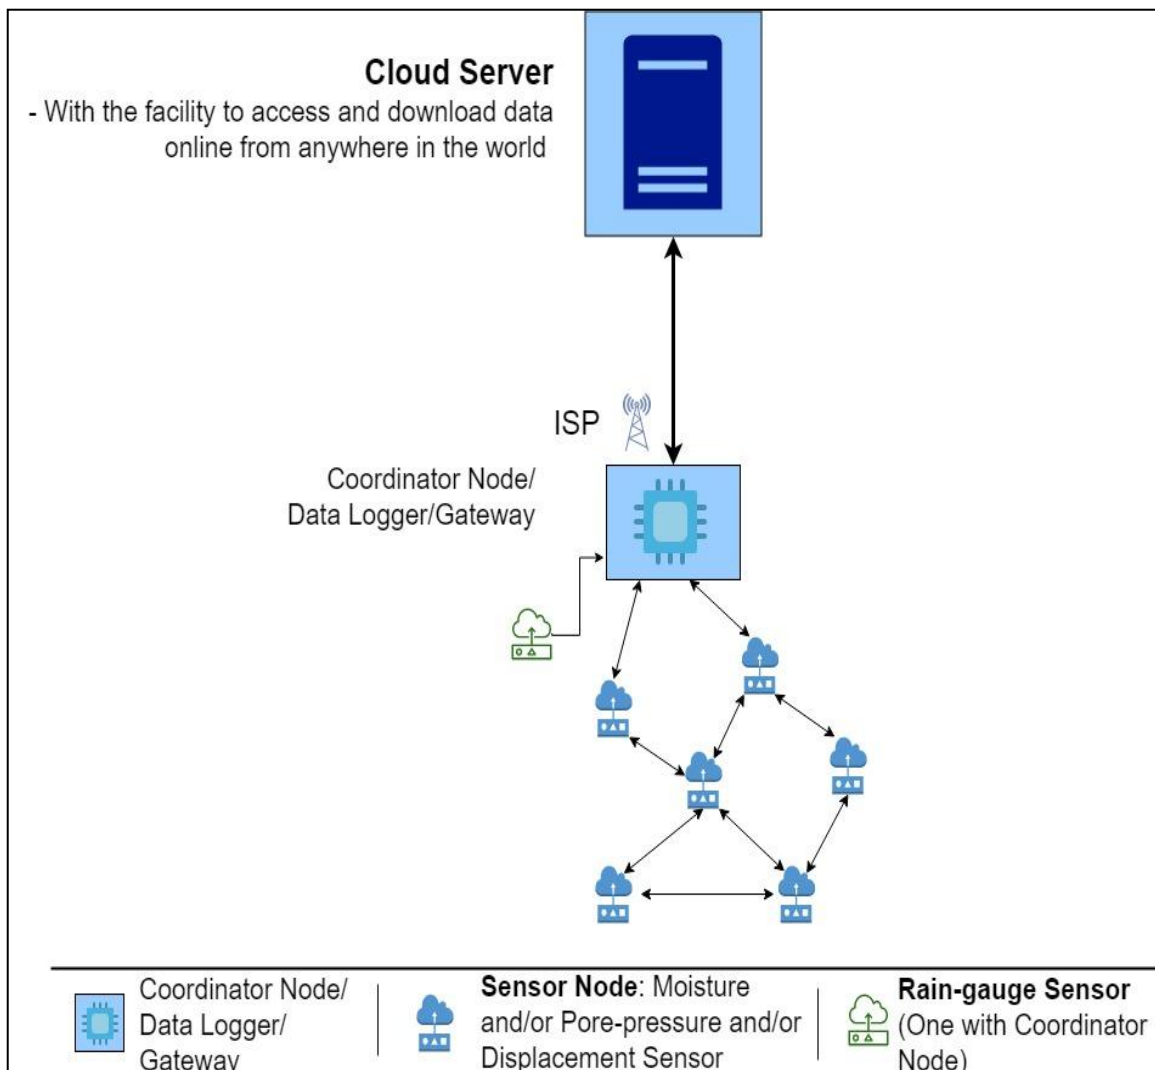 Cloud Server
- With the facility to access and download data
online from anywhere in the world
ISP
Coordinator Node/
Data Logger/Gateway
Coordinator Node/
Data Logger/
Gateway
Sensor Node: Moisture
and/or Pore-pressure and/or
Displacement Sensor
Rain-gauge Sensor
(One with Coordinator
Node)